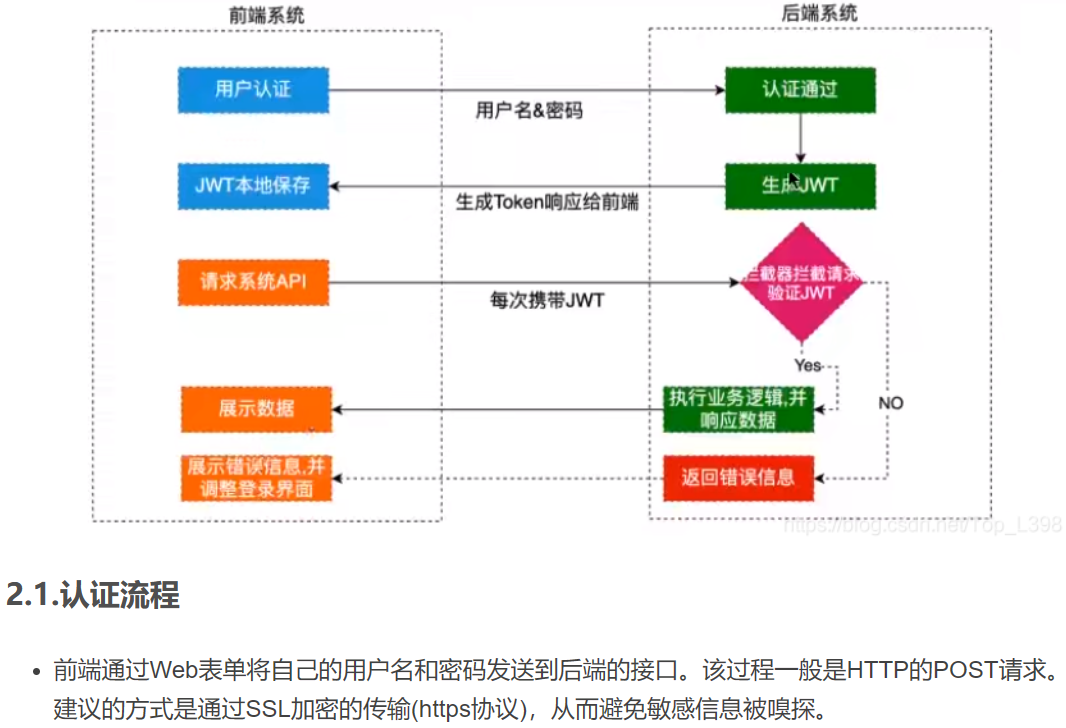 前端系统
后端系统
用户认证
认证通过
用户名&密码
JWT本地保存
生成JWT
生成Token响应给前端
请求系统API
拦截器拦截请求
验证JWT
每次携带JWT
Yes
NO
展示数据
执行业务逻辑,并
响应数据
展示错误信息,并
调整登录界面
返回错误信息
https://blog.csdn.net/Top_L398
2.1.认证流程
• 前端通过Web表单将自己的用户名和密码发送到后端的接口。该过程一般是HTTP的POST请求。
建议的方式是通过SSL加密的传输(https协议)，从而避免敏感信息被嗅探。